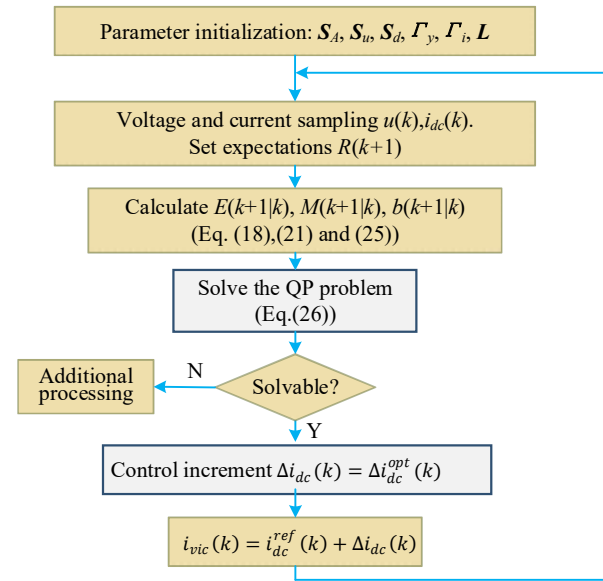 Parameter initialization: S_A, S_u, S_d, Γ_y, Γ_i, L
Voltage and current sampling u(k),i_dc(k).
Set expectations R(k+1)
Calculate E(k+1|k), M(k+1|k), b(k+1|k)
(Eq. (18),(21) and (25))
Solve the QP problem
(Eq.(26))
Solvable?
N
Additional
processing
Y
Control increment Δi_dc(k) = Δi_dc^opt(k)
i_vic(k) = i_dc^ref(k) + Δi_dc(k)